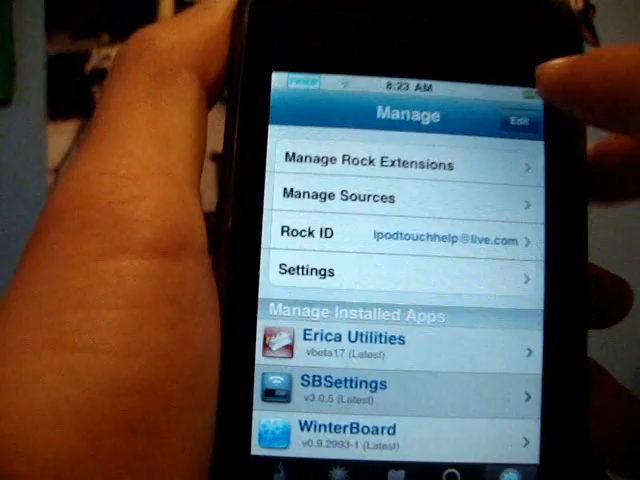 8:23 AM
Manage
Edit
Manage Rock Extensions
Manage Sources
Rock ID ipodtouchhelp@live.com
Settings
Manage Installed Apps
Erica Utilities
vbeta17 (Latest)
SBSettings
v3.0.5 (Latest)
WinterBoard
v0.9.2993-1 (Latest)